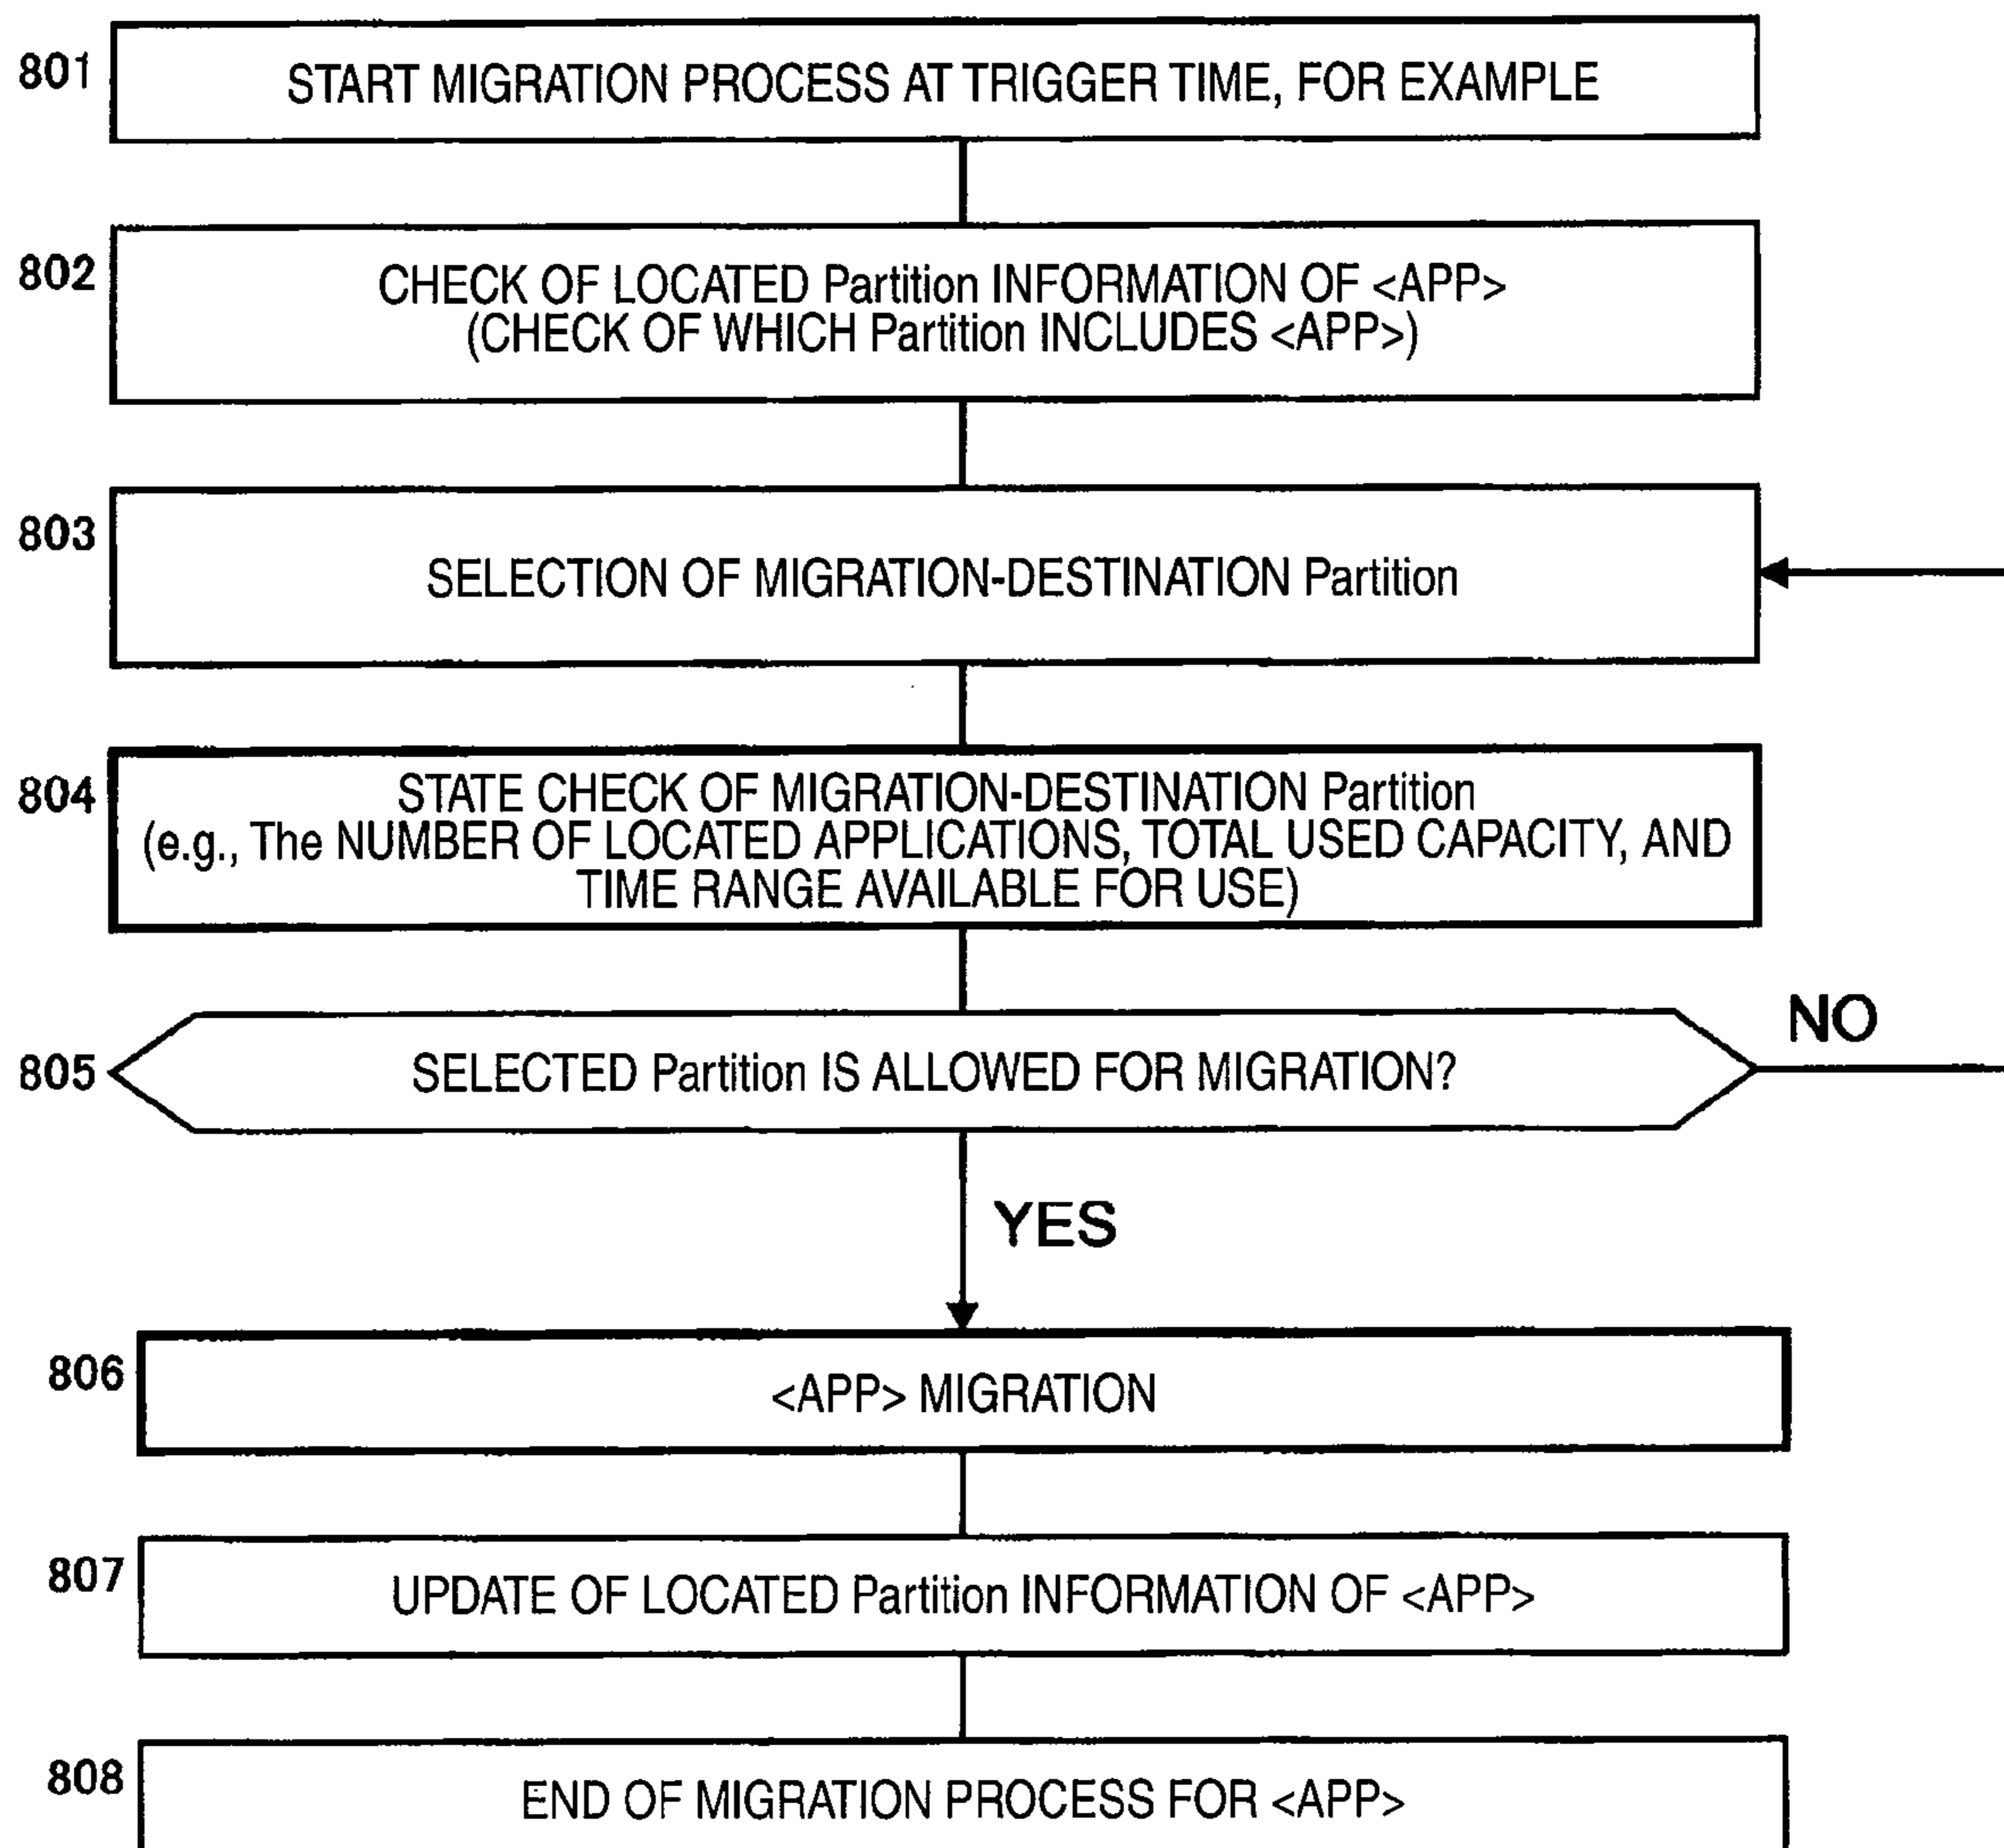 801
START MIGRATION PROCESS AT TRIGGER TIME, FOR EXAMPLE
802
CHECK OF LOCATED Partition INFORMATION OF <APP>
(CHECK OF WHICH Partition INCLUDES <APP>)
803
SELECTION OF MIGRATION-DESTINATION Partition
804
STATE CHECK OF MIGRATION-DESTINATION Partition
(e.g., The NUMBER OF LOCATED APPLICATIONS, TOTAL USED CAPACITY, AND
TIME RANGE AVAILABLE FOR USE)
805
SELECTED Partition IS ALLOWED FOR MIGRATION?
NO
YES
806
<APP> MIGRATION
807
UPDATE OF LOCATED Partition INFORMATION OF <APP>
808
END OF MIGRATION PROCESS FOR <APP>